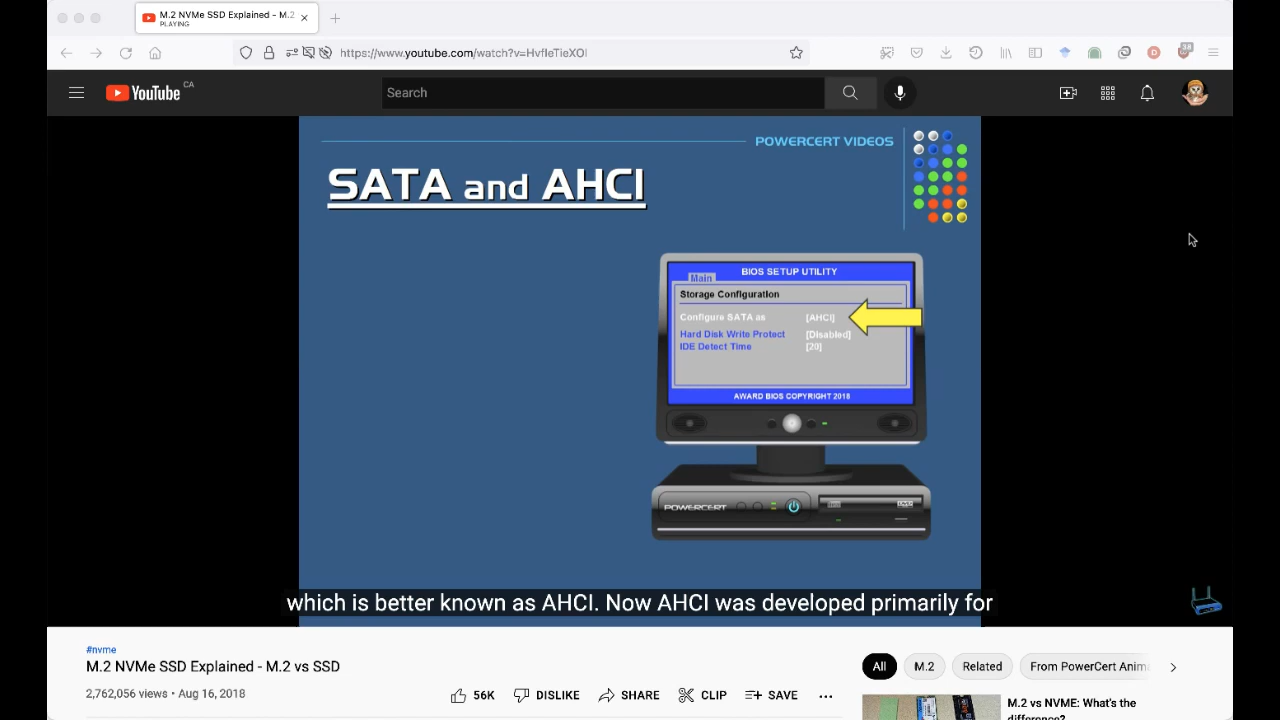 M.2 NVMe SSD Explained - M.2
PLAYING
https://www.youtube.com/watch?v=HvfIeTieXOI
38
YouTube CA
Search
POWERCERT VIDEOS
SATA and AHCI
BIOS SETUP UTILITY
Main
Storage Configuration
Configure SATA as [AHCI]
Hard Disk Write Protect [Disabled]
IDE Detect Time [20]
AWARD BIOS COPYRIGHT 2018
POWERCERT
which is better known as AHCI. Now AHCI was developed primarily for
#nvme
M.2 NVMe SSD Explained - M.2 vs SSD
2,762,056 views • Aug 16, 2018
56K DISLIKE SHARE CLIP SAVE
All M.2 Related From PowerCert Anim
M.2 vs NVME: What's the
difference?